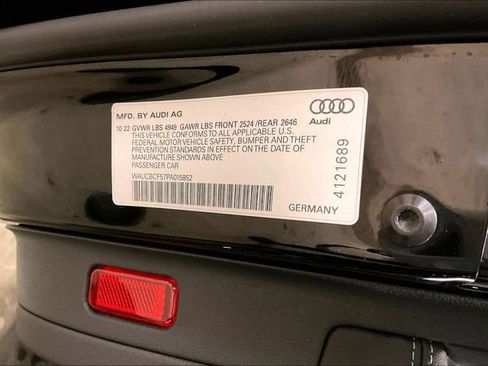 MFD. BY AUDI AG
10 22 GVWR LBS 4949 GAWR LBS FRONT 2524 /REAR 2646
THIS VEHICLE CONFORMS TO ALL APPLICABLE U.S.
FEDERAL MOTOR VEHICLE SAFETY, BUMPER AND THEFT
PREVENTION STANDARDS IN EFFECT ON THE DATE OF
MANUFACTURE SHOWN ABOVE
PASSENGER CAR
WAUCBCF57PA015852
Audi
4121689
GERMANY